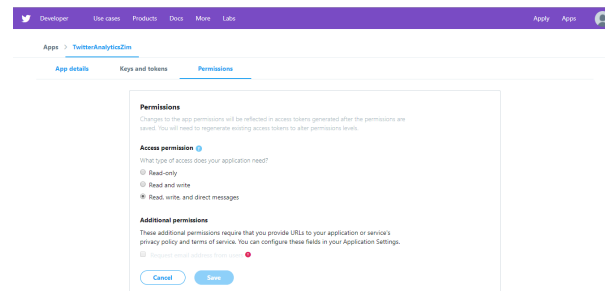 Developer Use cases Products Docs More Labs Apply Apps
Apps > TwitterAnalyticsZim
App details Keys and tokens Permissions
Permissions
Changes to the app permissions will be reflected in access tokens generated after the permissions are
saved. You will need to regenerate existing access tokens to alter permissions levels.
Access permission
What type of access does your application need?
Read-only
Read and write
Read, write, and direct messages
Additional permissions
These additional permissions require that you provide URLs to your application or service's
privacy policy and terms of service. You can configure these fields in your Application Settings.
Request email address from users
Cancel Save